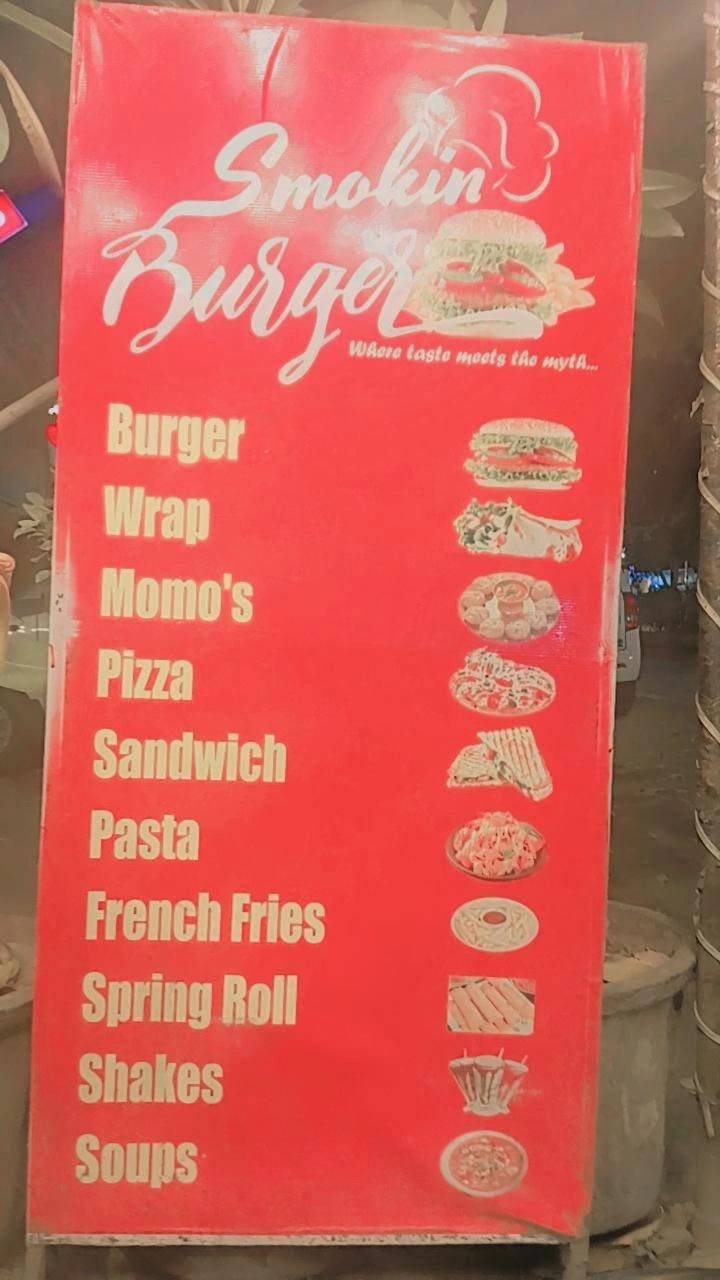 Smokin
Burger
Where taste meets the myth...
Burger
Wrap
Momo's
Pizza
Sandwich
Pasta
French Fries
Spring Roll
Shakes
Soups